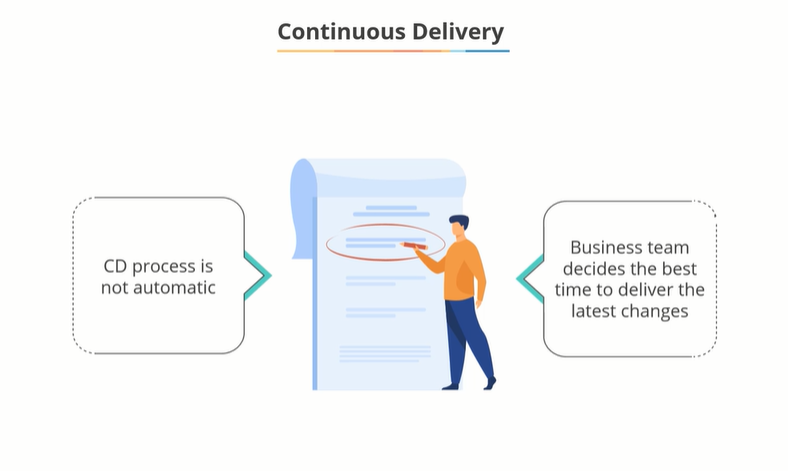 Continuous Delivery
CD process is
not automatic
Business team
decides the best
time to deliver the
latest changes